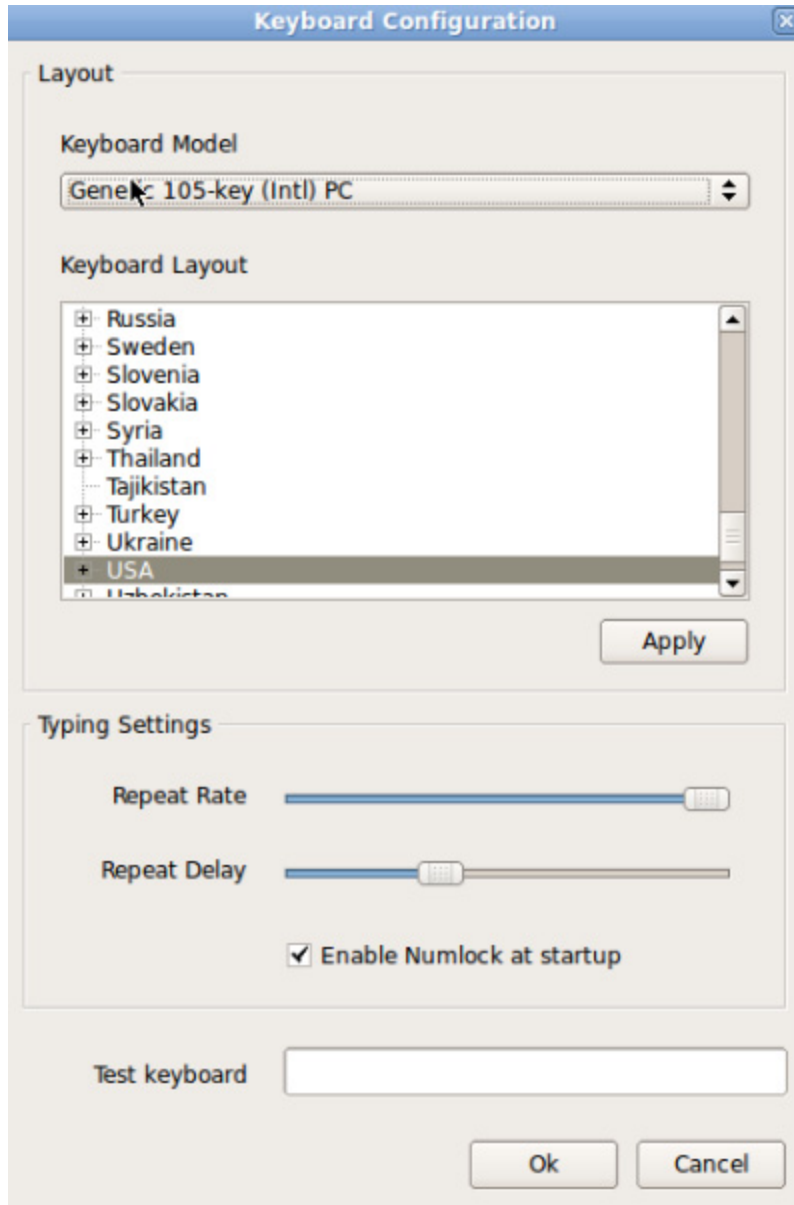 Keyboard Configuration
Layout
Keyboard Model
Generic 105-key (Intl) PC
Keyboard Layout
Russia
Sweden
Slovenia
Slovakia
Syria
Thailand
Tajikistan
Turkey
Ukraine
USA
Uzbekistan
Apply
Typing Settings
Repeat Rate
Repeat Delay
Enable Numlock at startup
Test keyboard
Ok Cancel